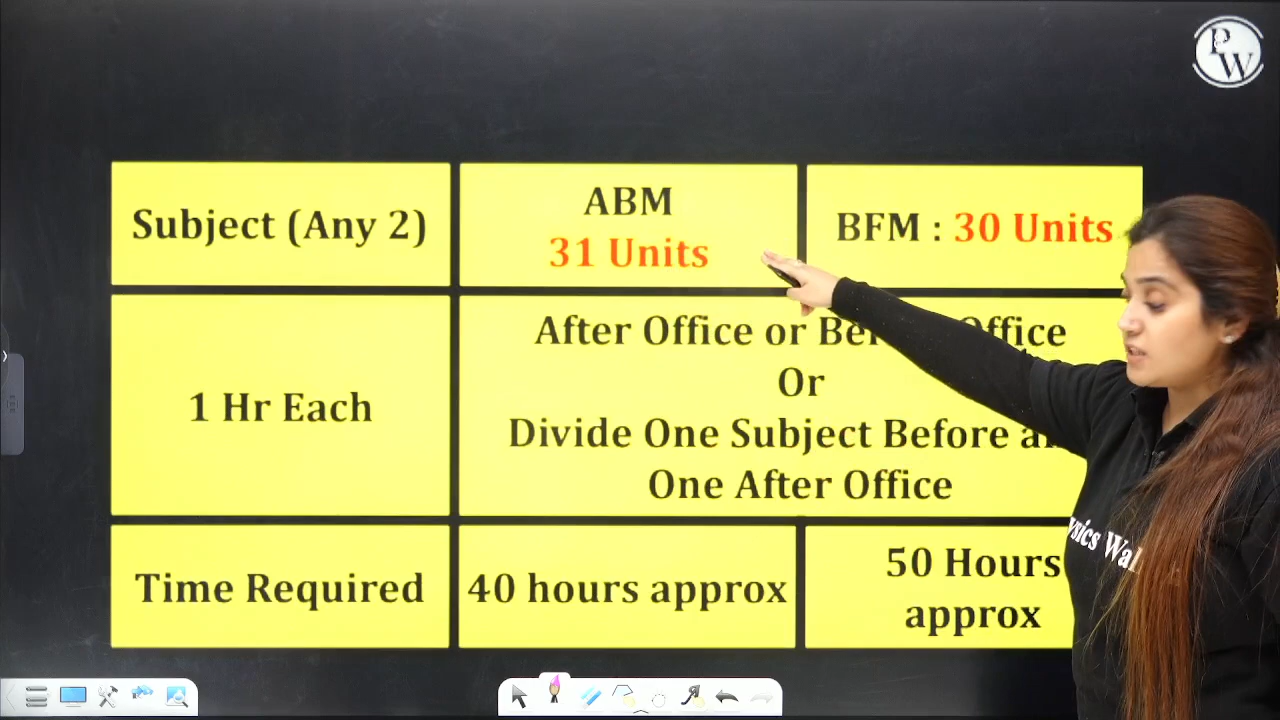 PW
Subject (Any 2)
ABM
31 Units
BFM : 30 Units
1 Hr Each
After Office or Office
Or
Divide One Subject Before
One After Office
Time Required
40 hours approx
50 Hours
approx